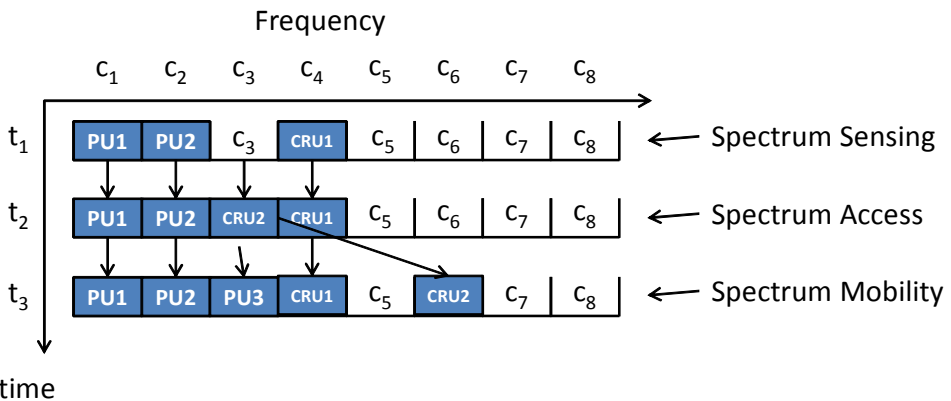 Frequency
c1 c2 c3 c4 c5 c6 c7 c8
t1 PU1 PU2 c3 CRU1 c5 c6 c7 c8 Spectrum Sensing
t2 PU1 PU2 CRU2 CRU1 c5 c6 c7 c8 Spectrum Access
t3 PU1 PU2 PU3 CRU1 c5 CRU2 c7 c8 Spectrum Mobility
time